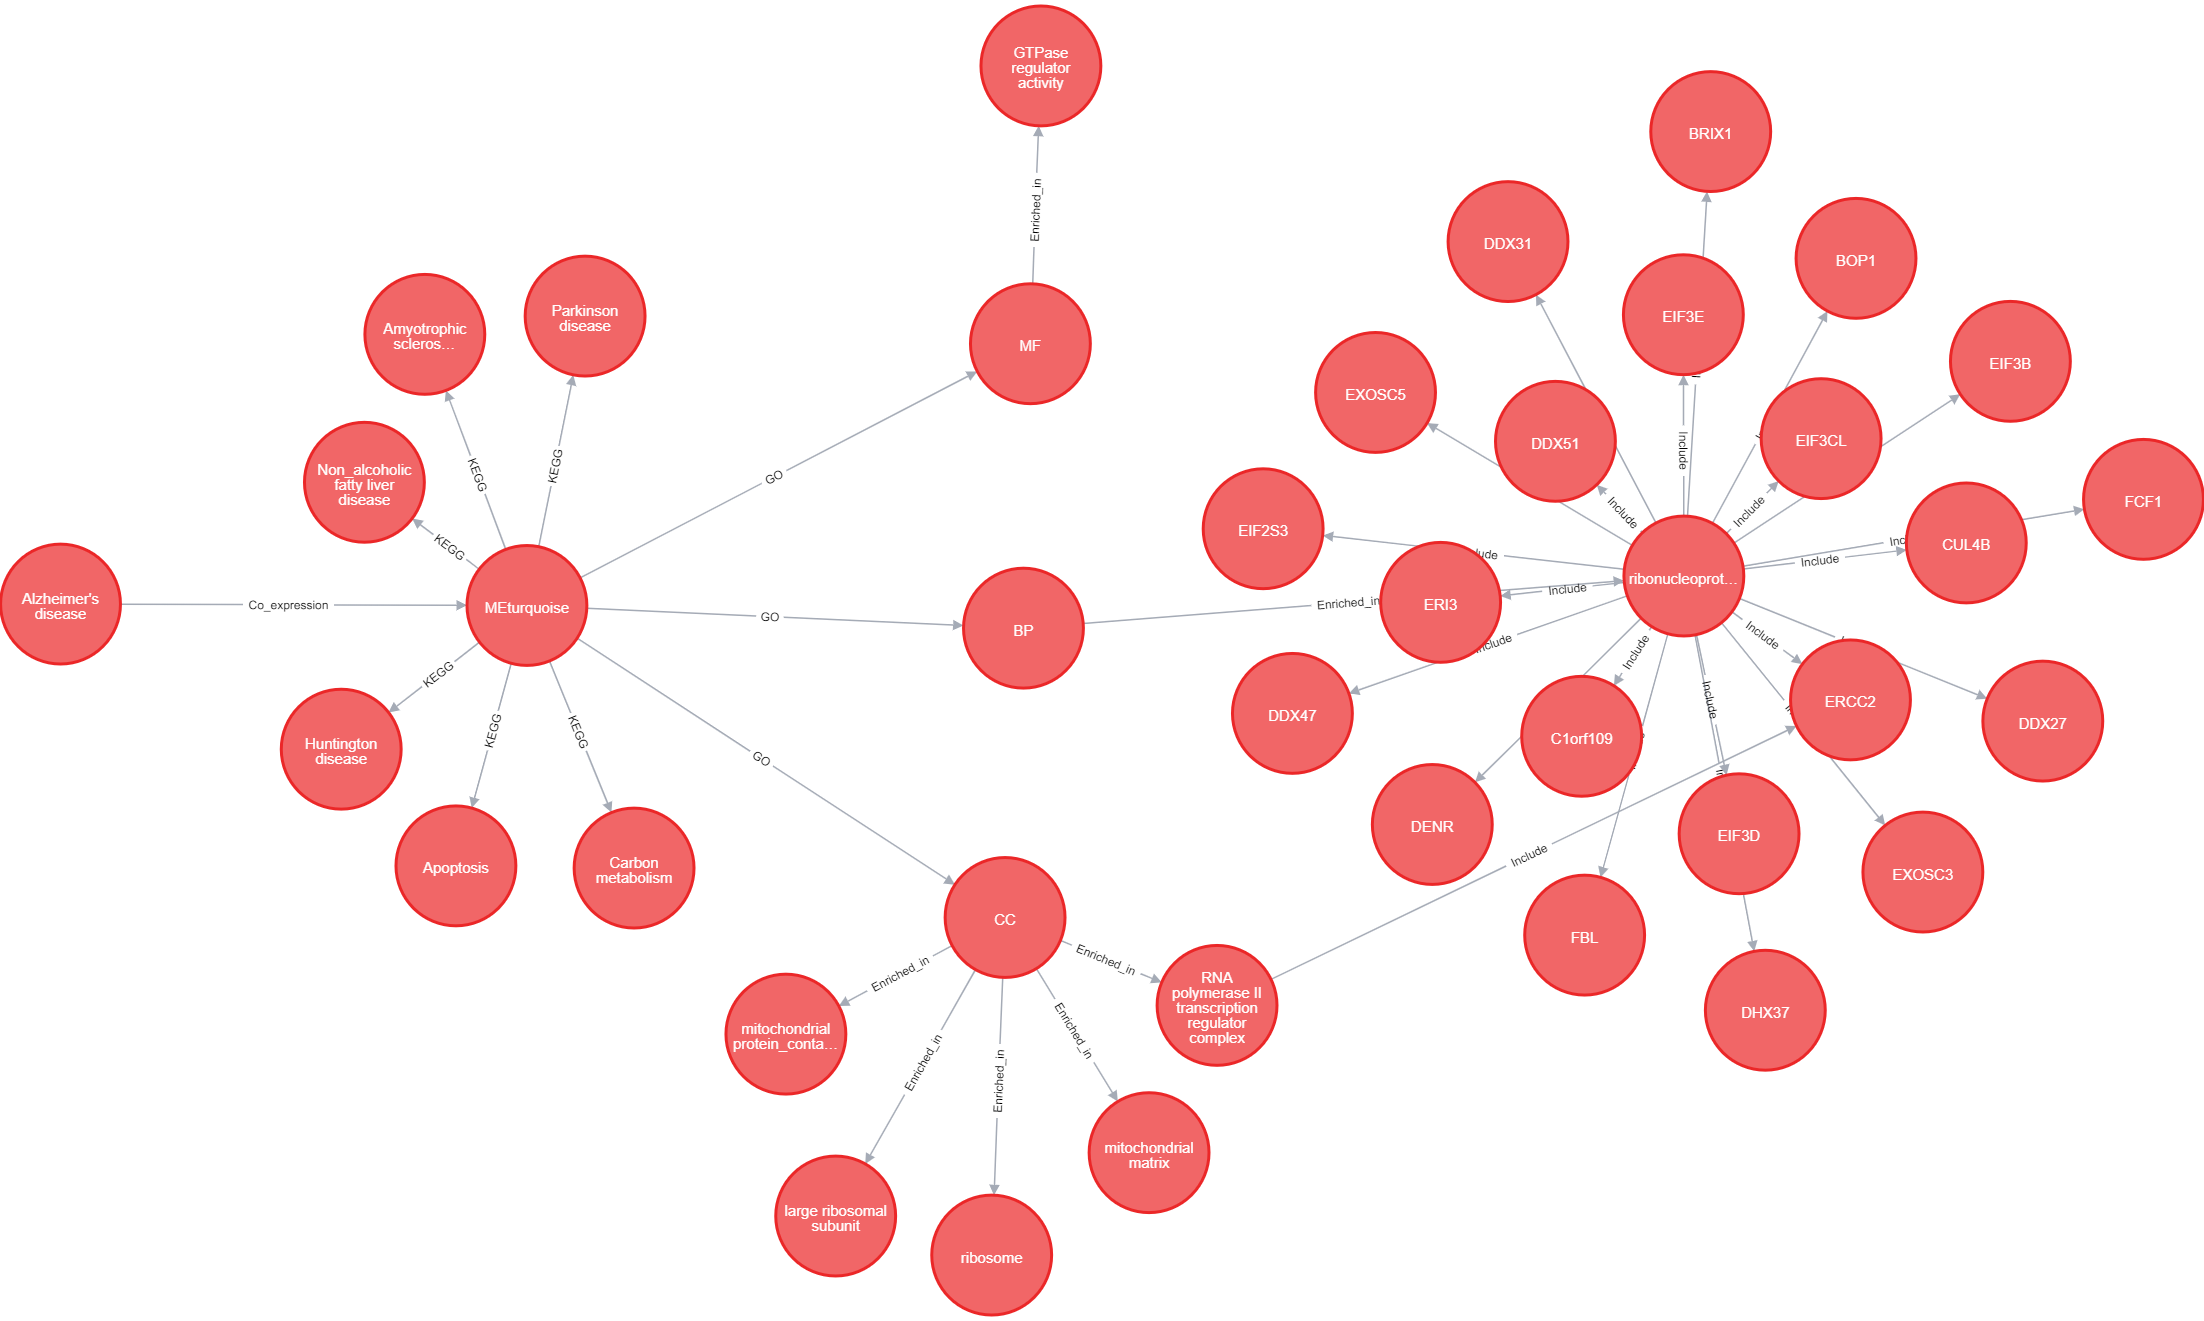 GTPase
regulator
activity
Enriched_in
MF
Parkinson
disease
Amyotrophic
scleros...
Non_alcoholic
fatty liver
disease
KEGG
KEGG
KEGG
GO
Alzheimer's
disease
Co_expression
MEturquoise
GO
BP
Enriched_in
KEGG
KEGG
KEGG
GO
Huntington
disease
Apoptosis
Carbon
metabolism
CC
Enriched_in
Enriched_in
Enriched_in
Enriched_in
Enriched_in
mitochondrial
protein_conta...
large ribosomal
subunit
ribosome
mitochondrial
matrix
RNA
polymerase II
transcription
regulator
complex
Include
BRIX1
DDX31
BOP1
EIF3E
EIF3B
EXOSC5
DDX51
EIF3CL
Include
Include
Include
FCF1
EIF2S3
CUL4B
Include
ribonucleoprot...
ERI3
Include
Include
Include
Include
DDX47
C1orf109
ERCC2
DDX27
DENR
EIF3D
EXOSC3
FBL
DHX37